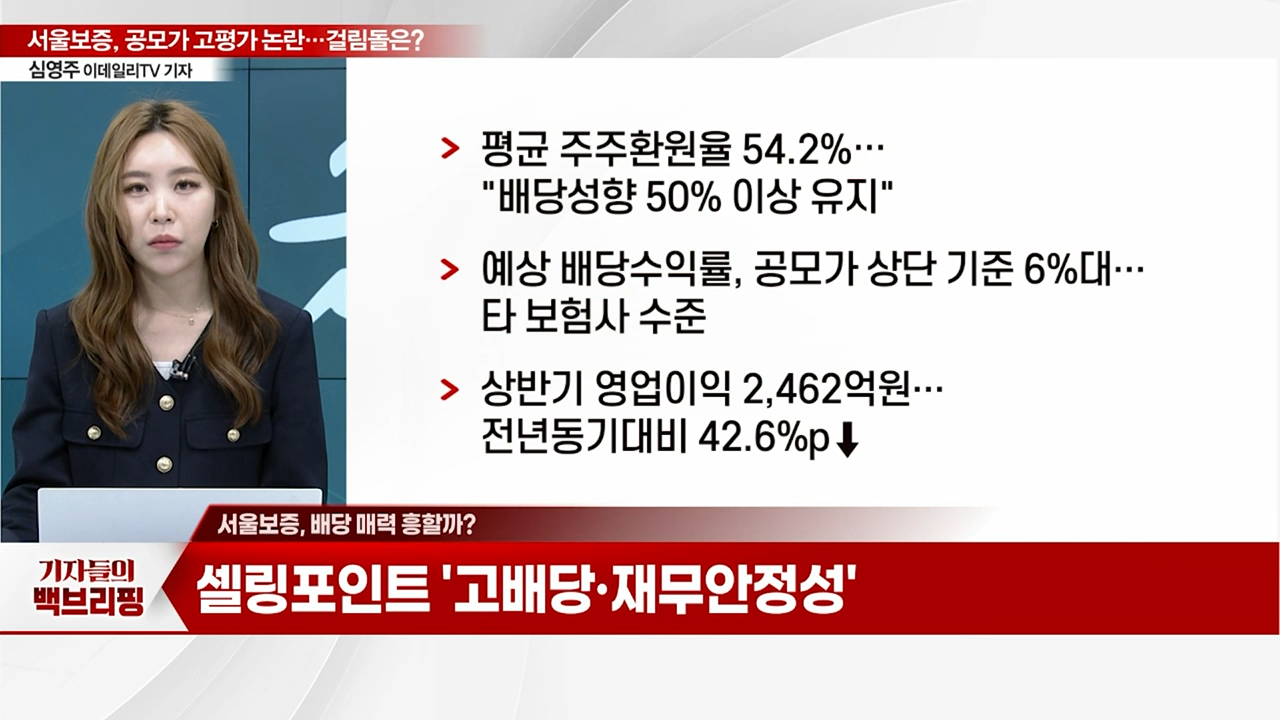 서울보증, 공모가 고평가 논란…걸림돌은?
심영주 이데일리TV 기자
> 평균 주주환원율 54.2%…
"배당성향 50% 이상 유지"
> 예상 배당수익률, 공모가 상단 기준 6%대…
타 보험사 수준
> 상반기 영업이익 2,462억원…
전년동기대비 42.6%p⬇
서울보증, 배당 매력 흥할까?
기자들의
백브리핑
셀링포인트 '고배당·재무안정성'